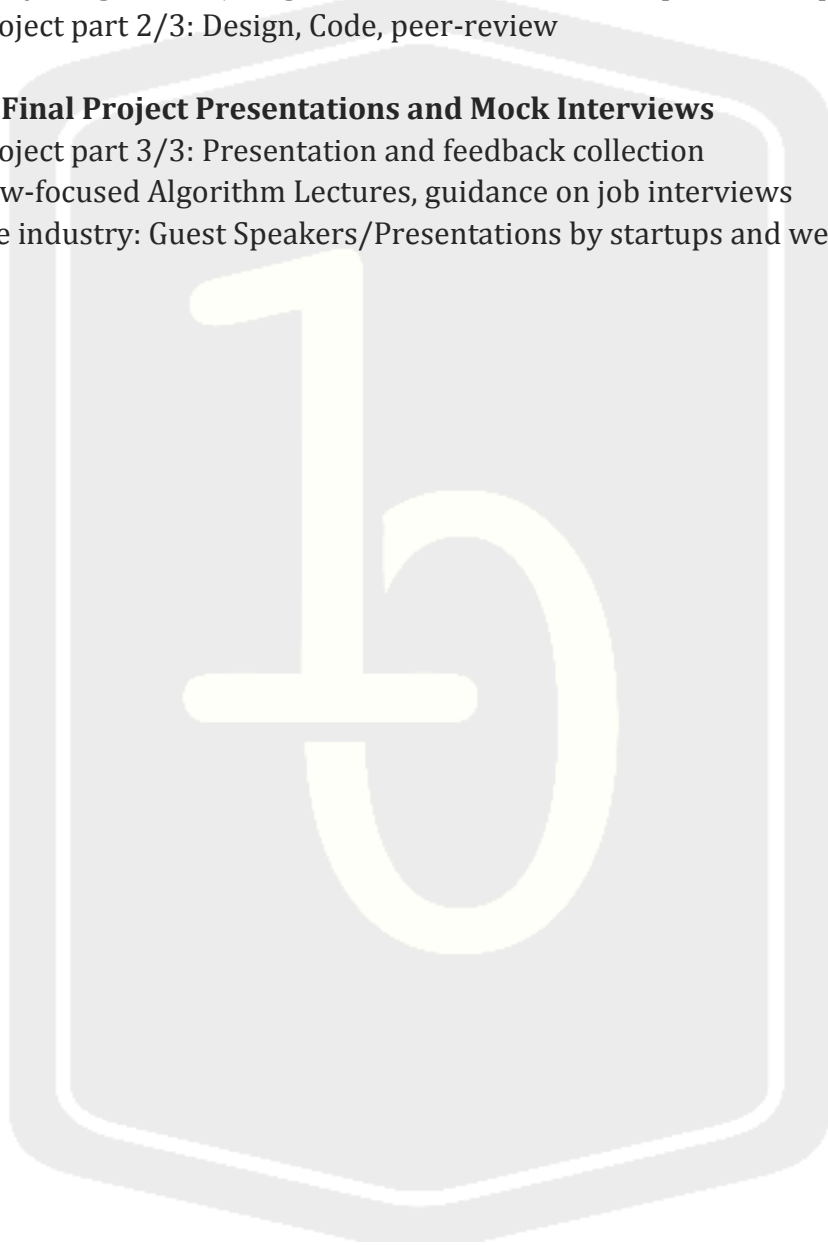 oject part 2/3: Design, Code, peer-review
Final Project Presentations and Mock Interviews
oject part 3/3: Presentation and feedback collection
w-focused Algorithm Lectures, guidance on job interviews
e industry: Guest Speakers/Presentations by startups and we